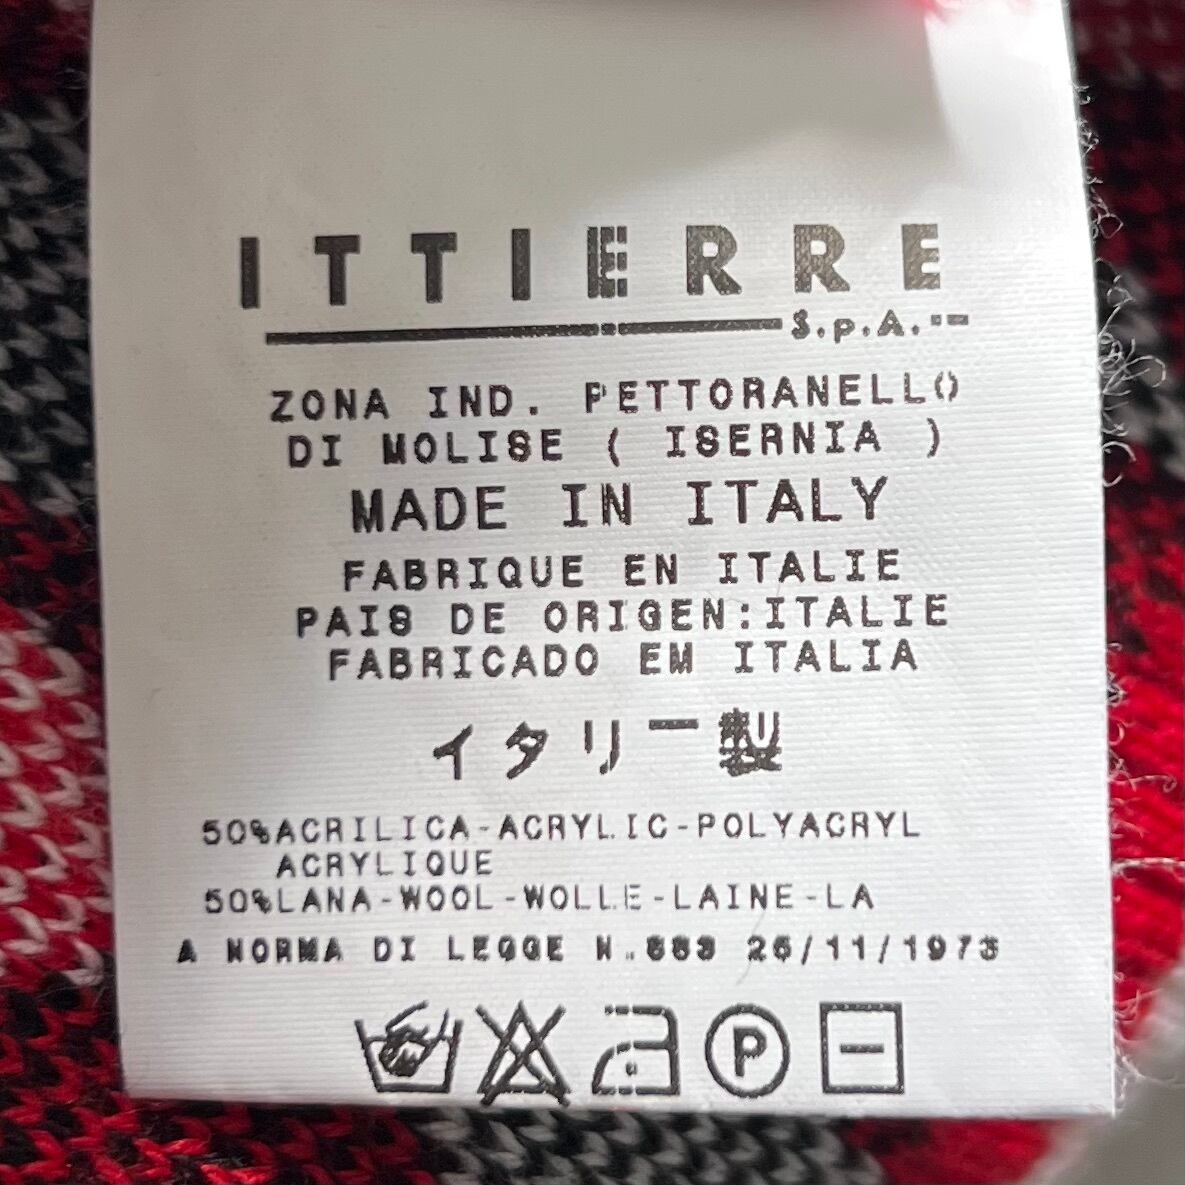 ITTIERRE
S.p.A.--
ZONA IND. PETTORANELLO
DI MOLISE ( ISERNIA )
MADE IN ITALY
FABRIQUE EN ITALIE
PAIS DE ORIGEN:ITALIE
FABRICADO EM ITALIA
イタリー製
50%ACRILICA-ACRYLIC-POLYACRYL
ACRYLIQUE
50%LANA-WOOL-WOLLE-LAINE-LA
A NORMA DI LEGGE N.883 26/11/1973
P